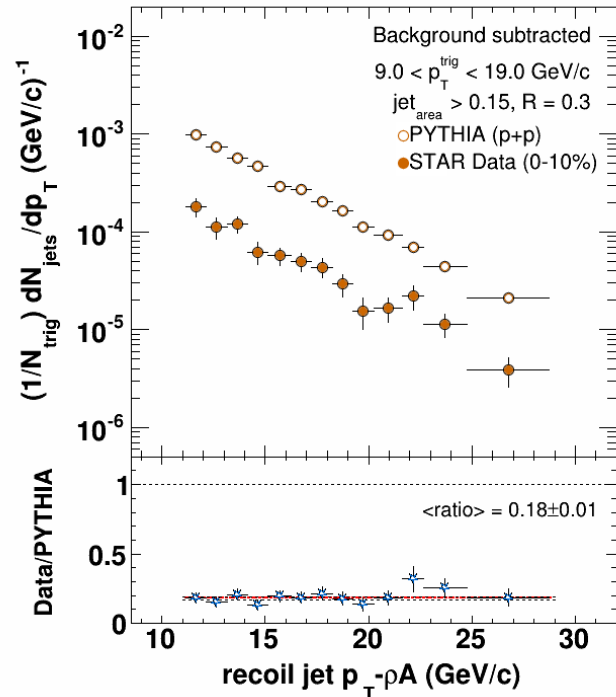 Background subtracted
9.0 < p_T^trig < 19.0 GeV/c
jet_area > 0.15, R = 0.3
PYTHIA (p+p)
STAR Data (0-10%)
(1/N_trig) dN_jets/dp_T (GeV/c)^-1
10^-2
10^-3
10^-4
10^-5
10^-6
<ratio> = 0.18±0.01
Data/PYTHIA
1
0.5
0
10 15 20 25 30
recoil jet p_T-ρA (GeV/c)